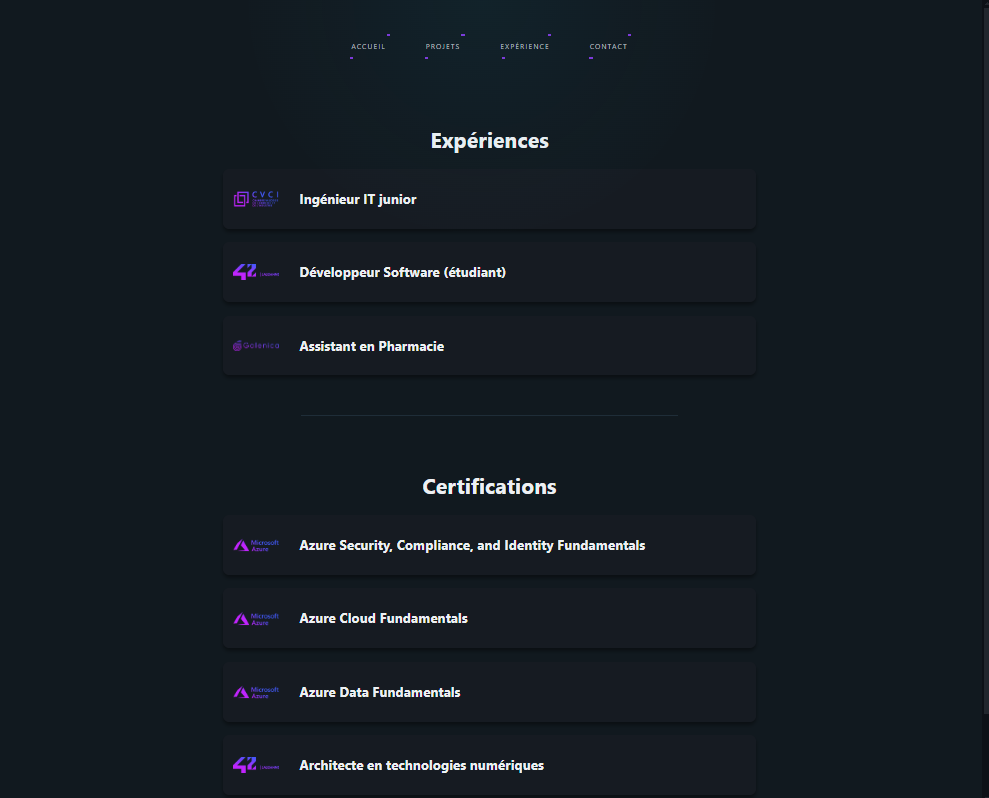 ACCUEIL PROJETS EXPÉRIENCE CONTACT
Expériences
CVCI
Ingénieur IT junior
42
Développeur Software (étudiant)
Galenica
Assistant en Pharmacie
Certifications
Microsoft
Azure
Azure Security, Compliance, and Identity Fundamentals
Microsoft
Azure
Azure Cloud Fundamentals
Microsoft
Azure
Azure Data Fundamentals
42
Architecte en technologies numériques